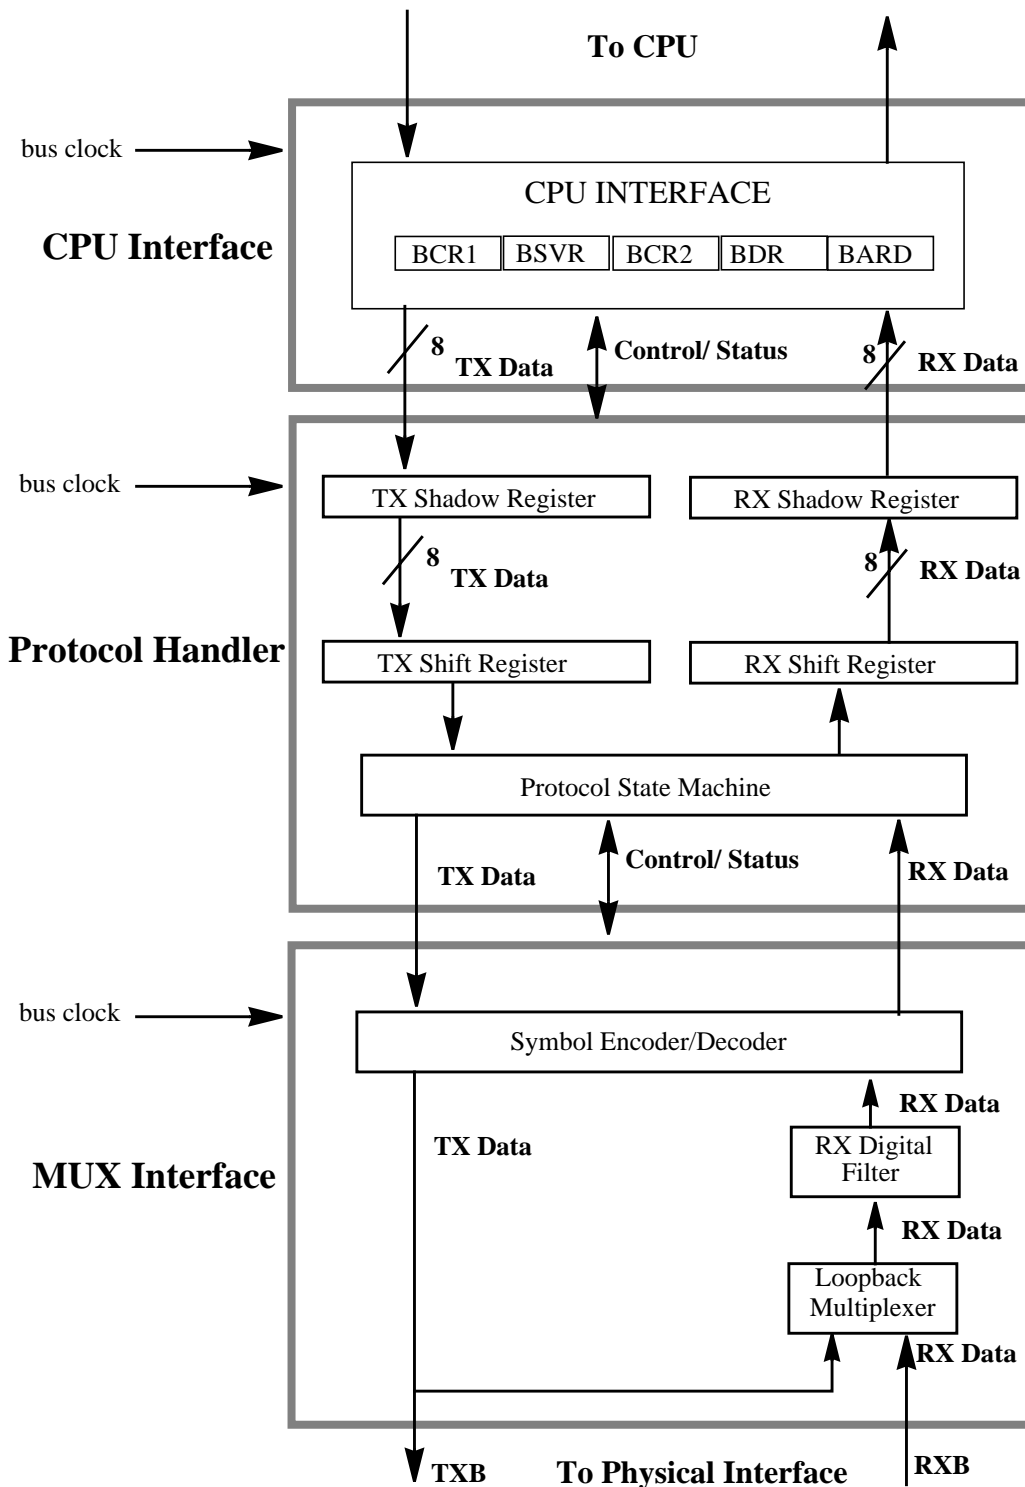 To CPU
bus clock
CPU INTERFACE
CPU Interface
BCR1 BSVR BCR2 BDR BARD
8
TX Data
Control/ Status
8
RX Data
bus clock
TX Shadow Register
RX Shadow Register
8
TX Data
8
RX Data
Protocol Handler
TX Shift Register
RX Shift Register
Protocol State Machine
TX Data
Control/ Status
RX Data
bus clock
Symbol Encoder/Decoder
RX Data
TX Data
RX Digital
Filter
MUX Interface
RX Data
Loopback
Multiplexer
RX Data
TXB
To Physical Interface
RXB